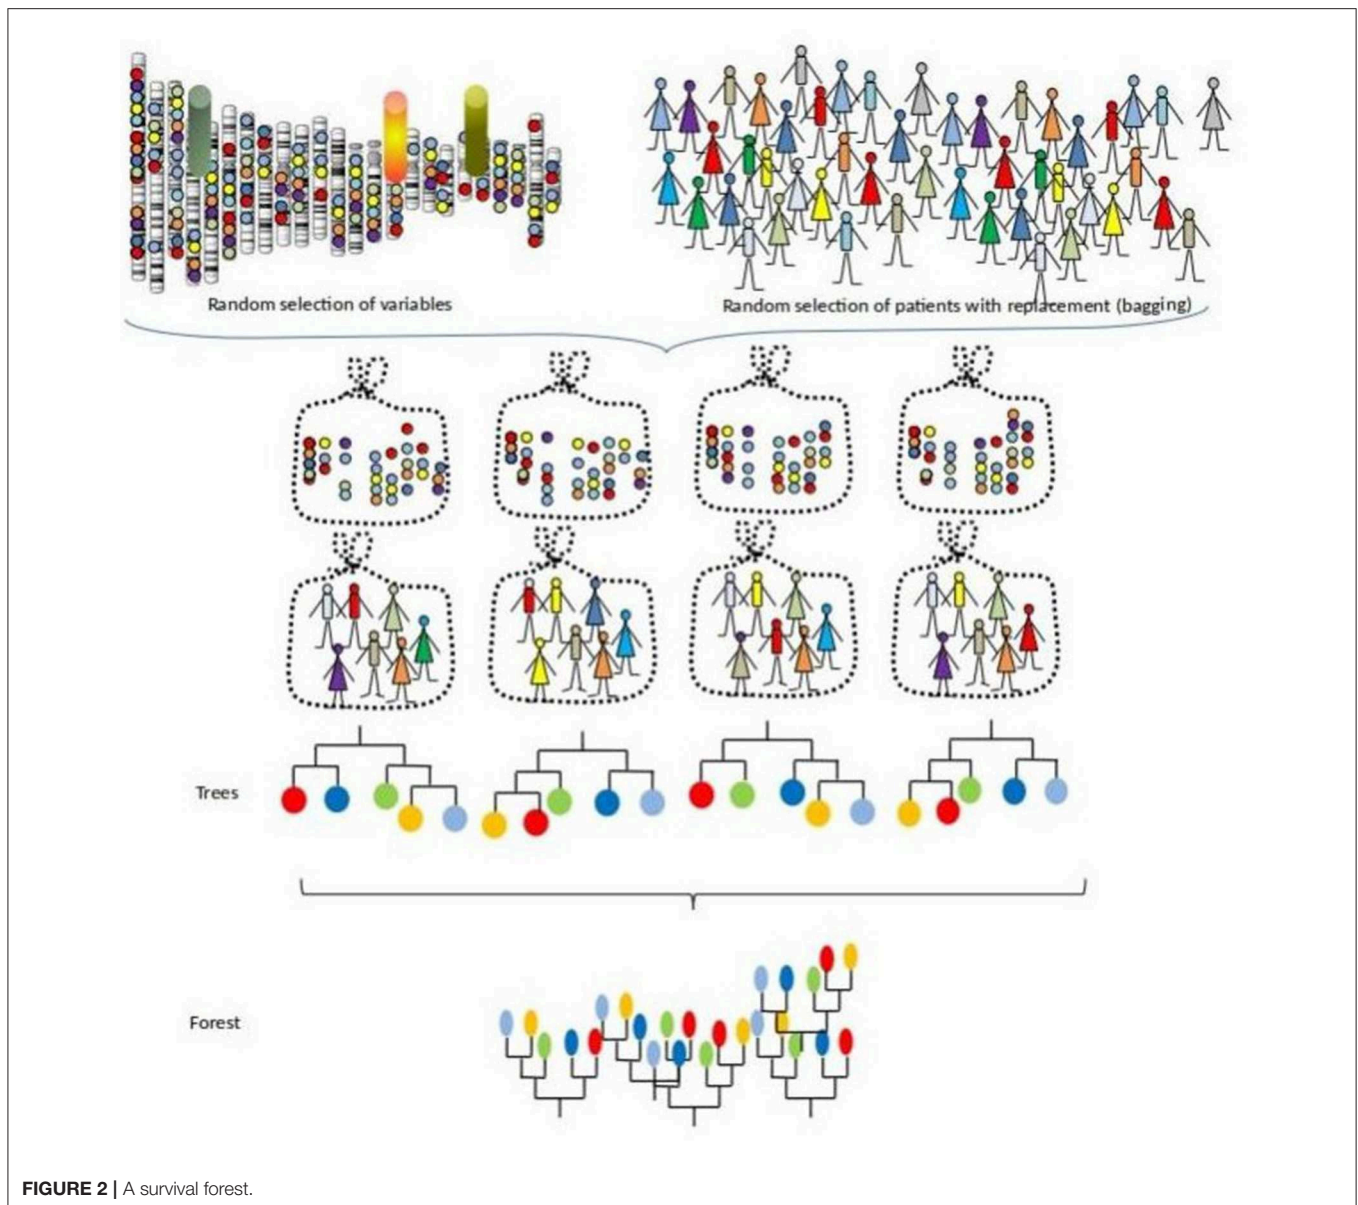 Random selection of variables
Random selection of patients with replacement (bagging)
Trees
Forest
FIGURE 2 | A survival forest.